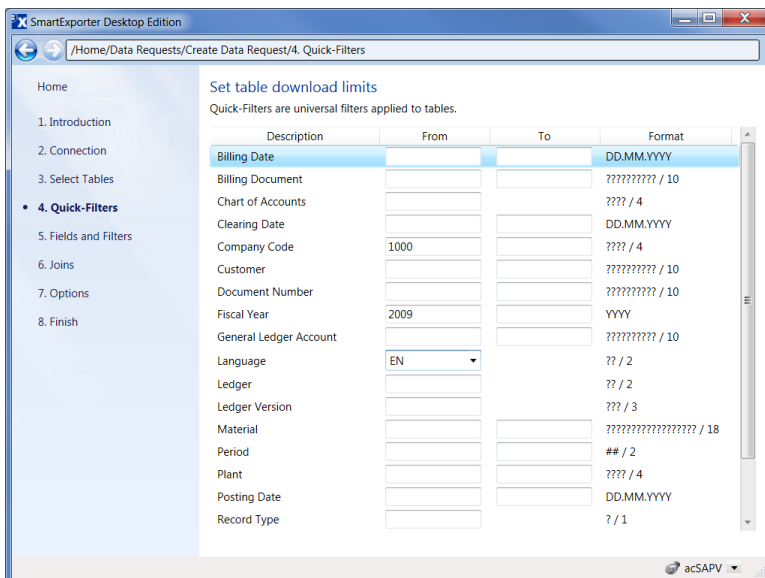 SmartExporter Desktop Edition
/Home/Data Requests/Create Data Request/4. Quick-Filters
Home
1. Introduction
2. Connection
3. Select Tables
• 4. Quick-Filters
5. Fields and Filters
6. Joins
7. Options
8. Finish
Set table download limits
Quick-Filters are universal filters applied to tables.
Description From To Format
Billing Date DD.MM.YYYY
Billing Document ?????????? / 10
Chart of Accounts ???? / 4
Clearing Date DD.MM.YYYY
Company Code 1000 ???? / 4
Customer ?????????? / 10
Document Number ?????????? / 10
Fiscal Year 2009 YYYY
General Ledger Account ?????????? / 10
Language EN ?? / 2
Ledger ?? / 2
Ledger Version ??? / 3
Material ?????????????????? / 18
Period ## / 2
Plant ???? / 4
Posting Date DD.MM.YYYY
Record Type ? / 1
acSAPV